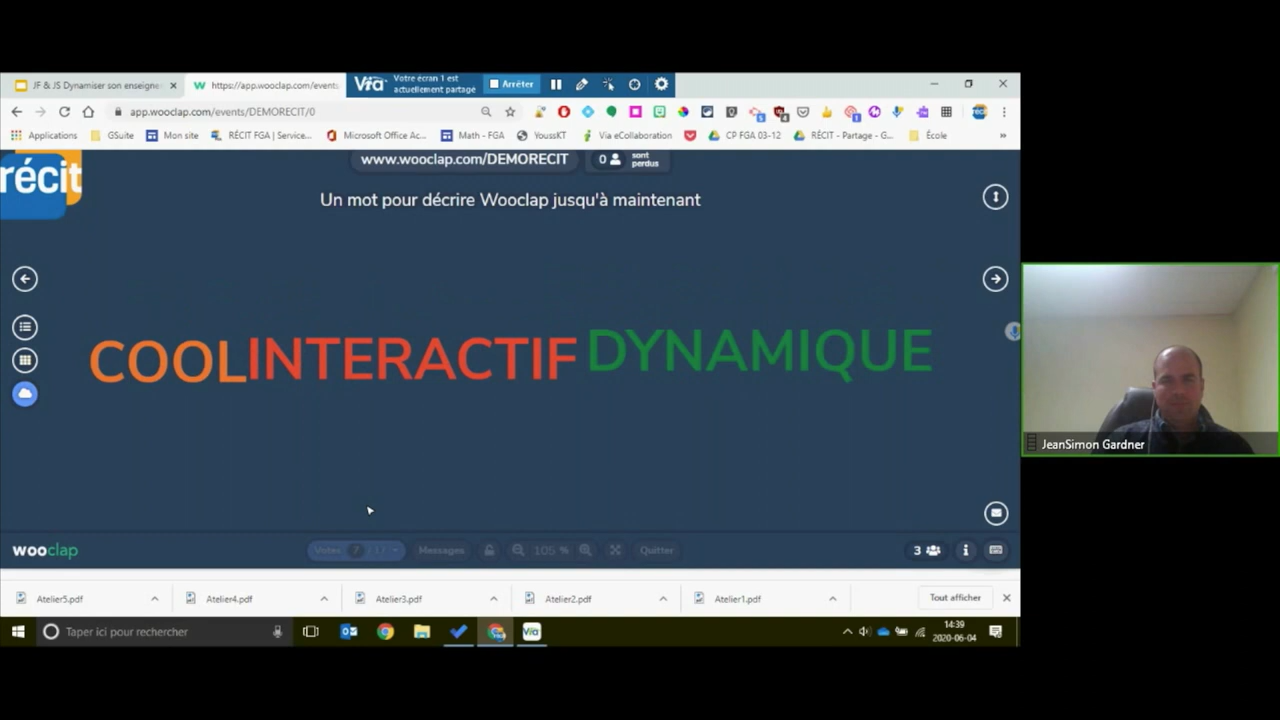 JF & JS Dynamiser son enseigne
https://app.wooclap.com/events
Via
Votre écran 1 est
actuellement partagé
Arrêter
app.wooclap.com/events/DEMORECIT/0
Applications
GSuite
Mon site
RÉCIT FGA | Service...
Microsoft Office Ac...
Math - FGA
YoussKT
Via eCollaboration
CP FGA 03-12
RÉCIT - Partage - G...
École
»
récit
www.wooclap.com/DEMORECIT
0
sont
perdus
Un mot pour décrire Wooclap jusqu'à maintenant
COOL INTERACTIF DYNAMIQUE
JeanSimon Gardner
wooclap
Votes 7 / 17
Messages
105 %
Quitter
3
Atelier5.pdf
Atelier4.pdf
Atelier3.pdf
Atelier2.pdf
Atelier1.pdf
Tout afficher
Taper ici pour rechercher
Via
14:39
2020-06-04